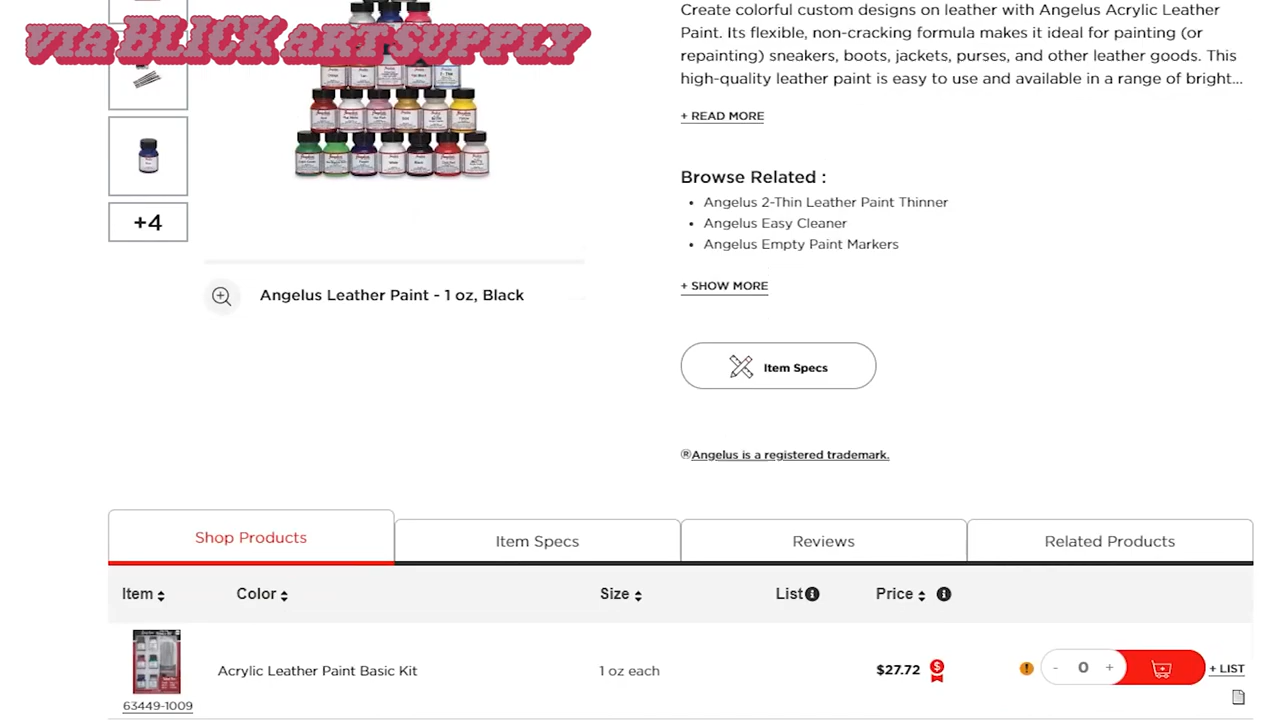 VIA BLICK ART SUPPLY
Create colorful custom designs on leather with Angelus Acrylic Leather
Paint. Its flexible, non-cracking formula makes it ideal for painting (or
repainting) sneakers, boots, jackets, purses, and other leather goods. This
high-quality leather paint is easy to use and available in a range of bright...
+ READ MORE
+4
Browse Related :
• Angelus 2-Thin Leather Paint Thinner
• Angelus Easy Cleaner
• Angelus Empty Paint Markers
+ SHOW MORE
Angelus Leather Paint - 1 oz, Black
Item Specs
®Angelus is a registered trademark.
Shop Products
Item Specs
Reviews
Related Products
Item
Color
Size
List
Price
Acrylic Leather Paint Basic Kit
1 oz each
$27.72
- 0 +
+ LIST
63449-1009